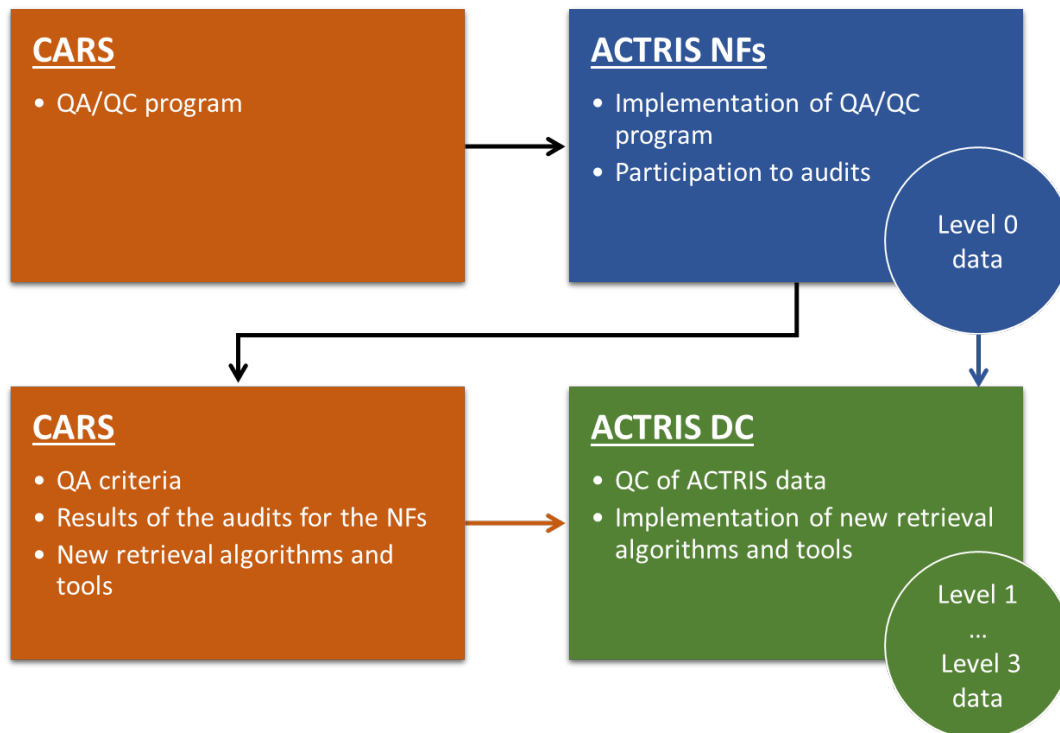 CARS
• QA/QC program
ACTRIS NFs
• Implementation of QA/QC
program
• Participation to audits
Level 0
data
CARS
• QA criteria
• Results of the audits for the NFs
• New retrieval algorithms and
tools
ACTRIS DC
• QC of ACTRIS data
• Implementation of new retrieval
algorithms and tools
Level 1
...
Level 3
data